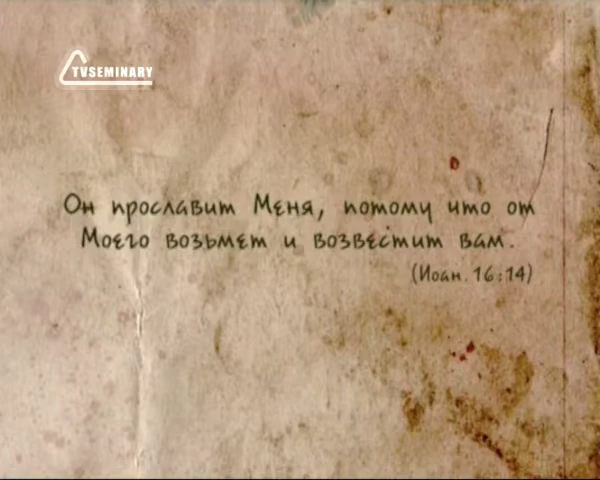 TVSEMINARY
Он прославит Меня, потому что от
Моего возьмет и возвестит вам.
(Иоан. 16:14)